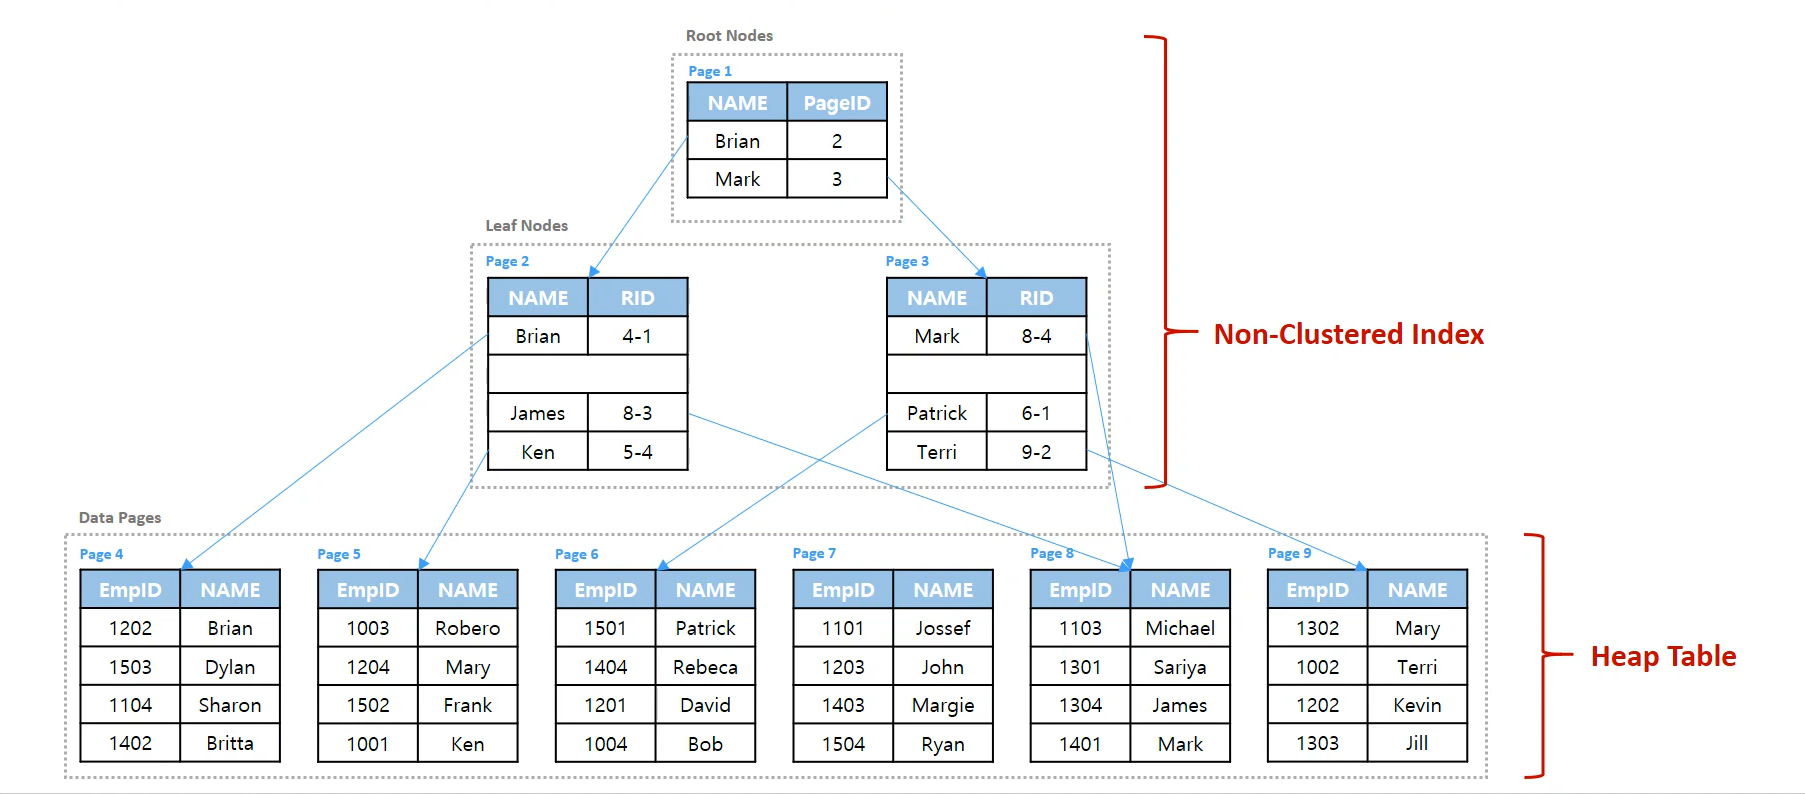 Root Nodes
Page 1
NAME PageID
Brian 2
Mark 3
Leaf Nodes
Page 2
NAME RID
Brian 4-1
James 8-3
Ken 5-4
Page 3
NAME RID
Mark 8-4
Patrick 6-1
Terri 9-2
Non-Clustered Index
Data Pages
Page 4
EmpID NAME
1202 Brian
1503 Dylan
1104 Sharon
1402 Britta
Page 5
EmpID NAME
1003 Robero
1204 Mary
1502 Frank
1001 Ken
Page 6
EmpID NAME
1501 Patrick
1404 Rebeca
1201 David
1004 Bob
Page 7
EmpID NAME
1101 Jossef
1203 John
1403 Margie
1504 Ryan
Page 8
EmpID NAME
1103 Michael
1301 Sariya
1304 James
1401 Mark
Page 9
EmpID NAME
1302 Mary
1002 Terri
1202 Kevin
1303 Jill
Heap Table